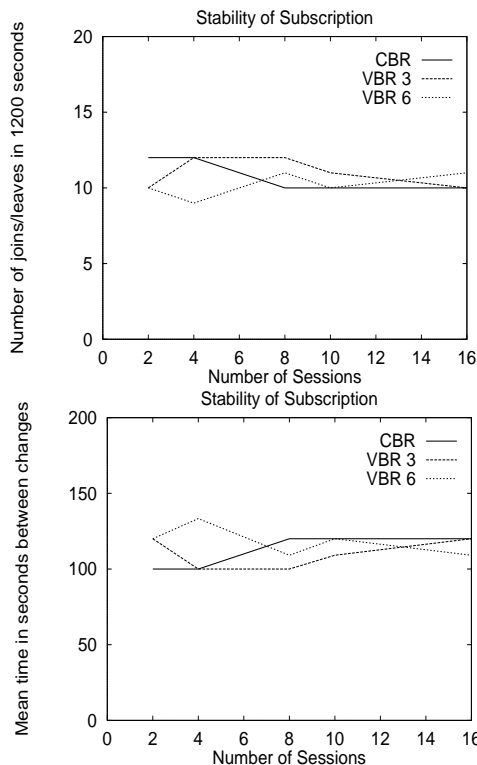 Stability of Subscription
Number of joins/leaves in 1200 seconds
20
15
10
5
0
CBR
VBR 3
VBR 6
0 2 4 6 8 10 12 14 16
Number of Sessions
Stability of Subscription
Mean time in seconds between changes
200
150
100
50
0
CBR
VBR 3
VBR 6
0 2 4 6 8 10 12 14 16
Number of Sessions